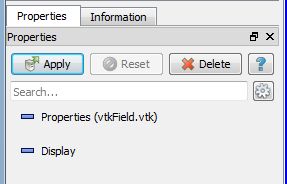 Properties Information
Properties
Apply Reset Delete ?
Search...
Properties (vtkField.vtk)
Display